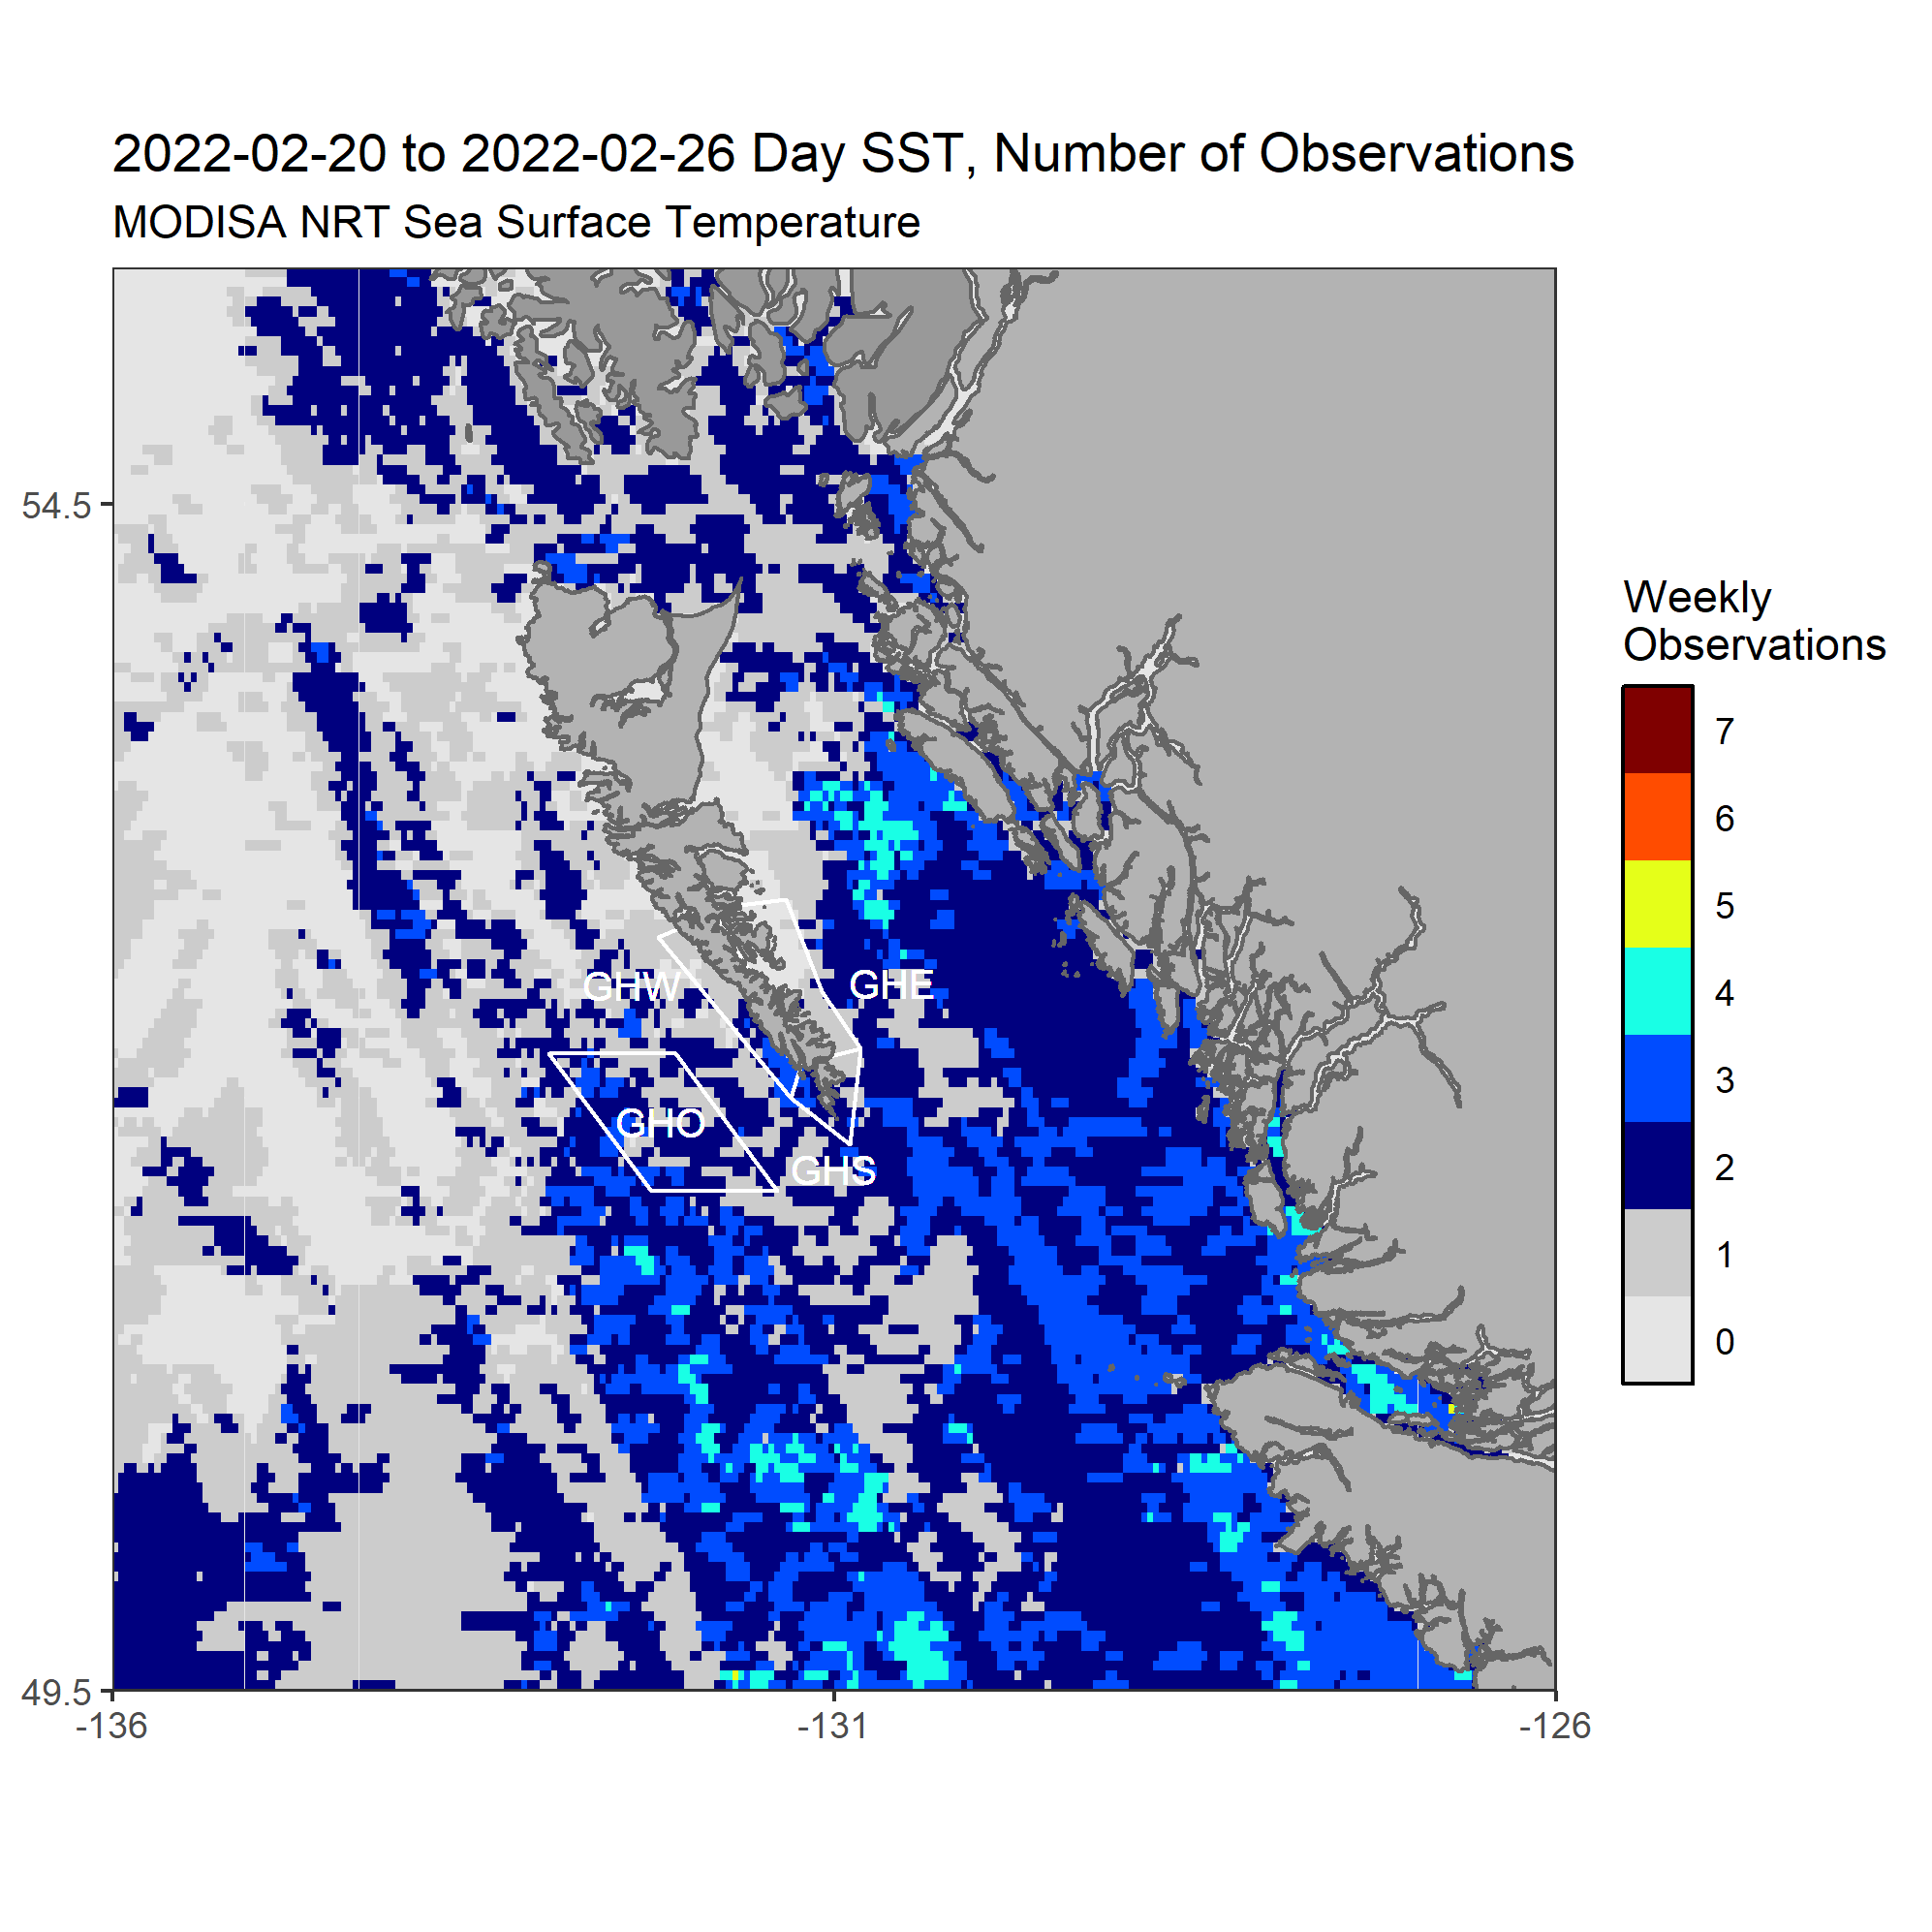 2022-02-20 to 2022-02-26 Day SST, Number of Observations
MODISA NRT Sea Surface Temperature
54.5
49.5
-136
-131
-126
GHW
GHE
GHO
GHS
Weekly
Observations
7
6
5
4
3
2
1
0